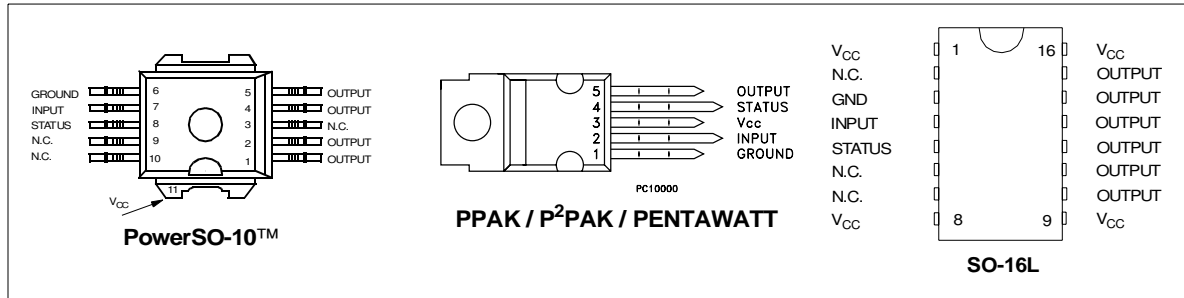 GROUND
INPUT
STATUS
N.C.
N.C.
6
7
8
9
10
5
4
3
2
1
OUTPUT
OUTPUT
N.C.
OUTPUT
OUTPUT
11
VCC
PowerSO-10™
5
4
3
2
1
OUTPUT
STATUS
Vcc
INPUT
GROUND
PC10000
PPAK / P²PAK / PENTAWATT
VCC
N.C.
GND
INPUT
STATUS
N.C.
N.C.
VCC
1
16
8
9
VCC
OUTPUT
OUTPUT
OUTPUT
OUTPUT
OUTPUT
OUTPUT
VCC
SO-16L